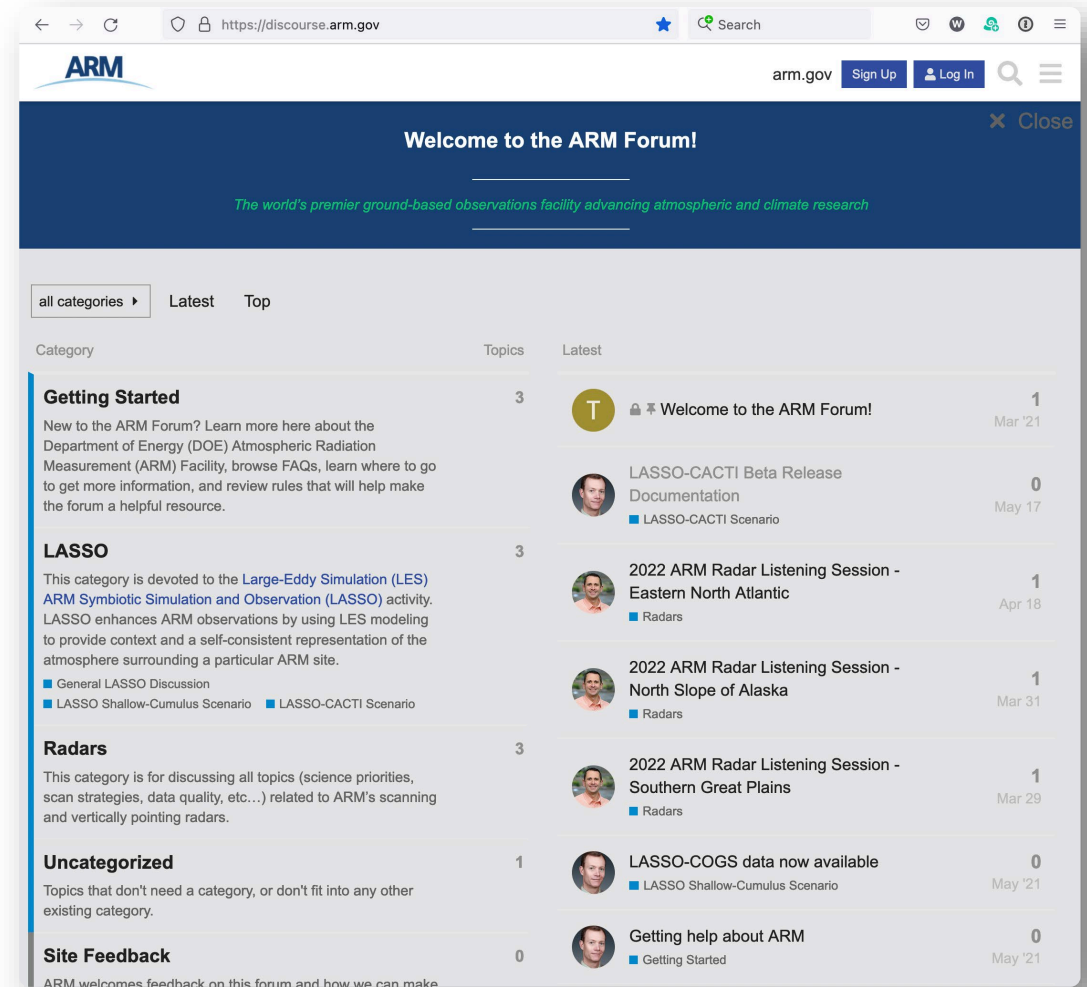 https://discourse.arm.gov
Search
ARM
arm.gov
Sign Up
Log In
Close
Welcome to the ARM Forum!
The world's premier ground-based observations facility advancing atmospheric and climate research
all categories
Latest
Top
Category
Topics
Getting Started
3
New to the ARM Forum? Learn more here about the
Department of Energy (DOE) Atmospheric Radiation
Measurement (ARM) Facility, browse FAQs, learn where to go
to get more information, and review rules that will help make
the forum a helpful resource.
LASSO
3
This category is devoted to the Large-Eddy Simulation (LES)
ARM Symbiotic Simulation and Observation (LASSO) activity.
LASSO enhances ARM observations by using LES modeling
to provide context and a self-consistent representation of the
atmosphere surrounding a particular ARM site.
General LASSO Discussion
LASSO Shallow-Cumulus Scenario LASSO-CACTI Scenario
Radars
3
This category is for discussing all topics (science priorities,
scan strategies, data quality, etc…) related to ARM's scanning
and vertically pointing radars.
Uncategorized
1
Topics that don't need a category, or don't fit into any other
existing category.
Site Feedback
0
ARM welcomes feedback on this forum and how we can make
Latest
T
Welcome to the ARM Forum!
1
Mar '21
LASSO-CACTI Beta Release
Documentation
LASSO-CACTI Scenario
0
May 17
2022 ARM Radar Listening Session -
Eastern North Atlantic
Radars
1
Apr 18
2022 ARM Radar Listening Session -
North Slope of Alaska
Radars
1
Mar 31
2022 ARM Radar Listening Session -
Southern Great Plains
Radars
1
Mar 29
LASSO-COGS data now available
LASSO Shallow-Cumulus Scenario
0
May '21
Getting help about ARM
Getting Started
0
May '21